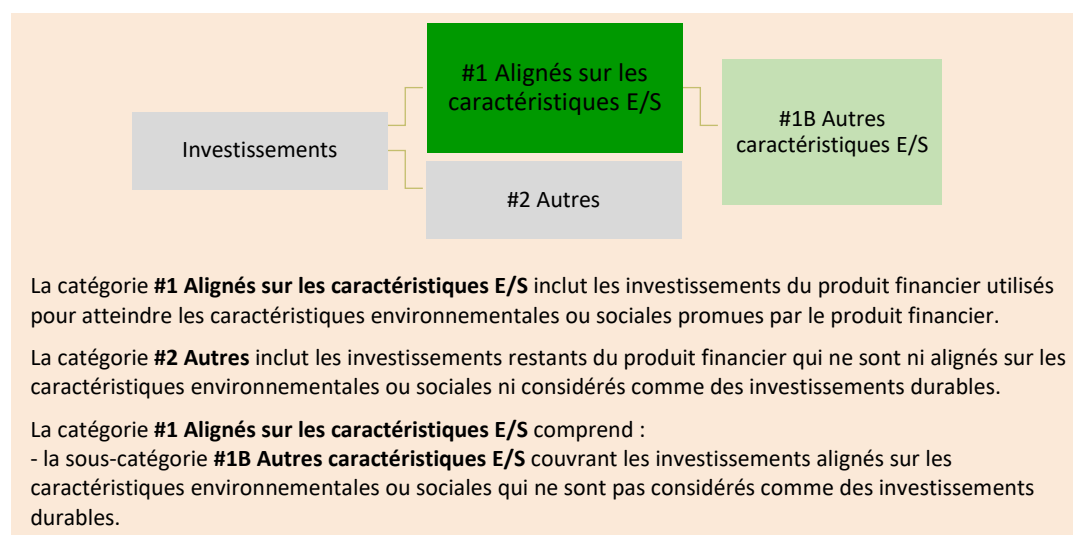 #1 Alignés sur les
caractéristiques E/S
#1B Autres
caractéristiques E/S
Investissements
#2 Autres
La catégorie #1 Alignés sur les caractéristiques E/S inclut les investissements du produit financier utilisés
pour atteindre les caractéristiques environnementales ou sociales promues par le produit financier.
La catégorie #2 Autres inclut les investissements restants du produit financier qui ne sont ni alignés sur les
caractéristiques environnementales ou sociales ni considérés comme des investissements durables.
La catégorie #1 Alignés sur les caractéristiques E/S comprend :
- la sous-catégorie #1B Autres caractéristiques E/S couvrant les investissements alignés sur les
caractéristiques environnementales ou sociales qui ne sont pas considérés comme des investissements
durables.